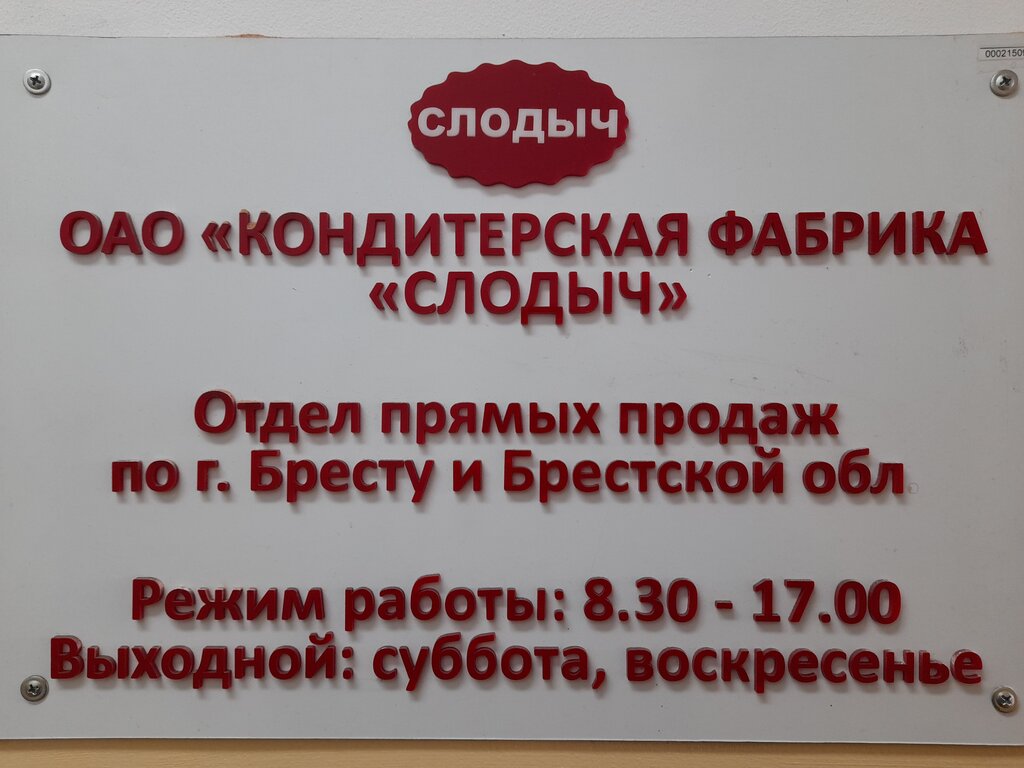 0002150
СЛОДЫЧ
ОАО «КОНДИТЕРСКАЯ ФАБРИКА
«СЛОДЫЧ»
Отдел прямых продаж
по г. Бресту и Брестской обл
Режим работы: 8.30 - 17.00
Выходной: суббота, воскресенье